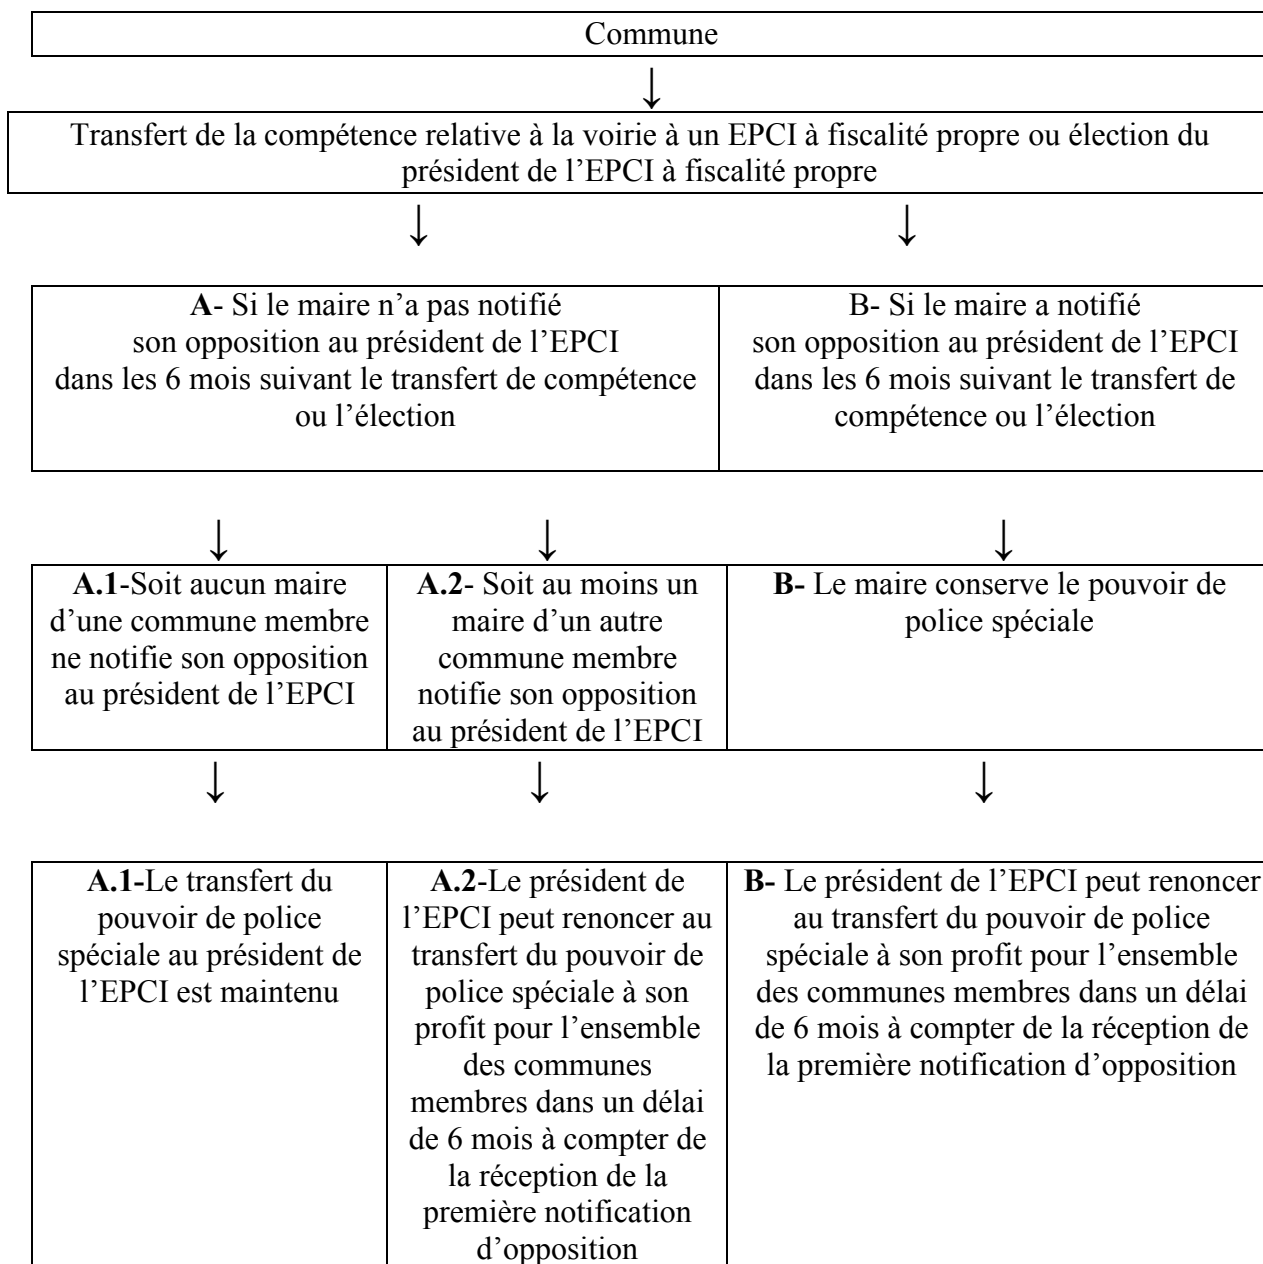 Commune
↓
Transfert de la compétence relative à la voirie à un EPCI à fiscalité propre ou élection du
président de l’EPCI à fiscalité propre
↓ ↓
A- Si le maire n’a pas notifié
son opposition au président de l’EPCI
dans les 6 mois suivant le transfert de compétence
ou l’élection
B- Si le maire a notifié
son opposition au président de l’EPCI
dans les 6 mois suivant le transfert de
compétence ou l’élection
↓ ↓ ↓
A.1-Soit aucun maire
d’une commune membre
ne notifie son opposition
au président de l’EPCI
A.2- Soit au moins un
maire d’un autre
commune membre
notifie son opposition
au président de l’EPCI
B- Le maire conserve le pouvoir de
police spéciale
↓ ↓ ↓
A.1-Le transfert du
pouvoir de police
spéciale au président de
l’EPCI est maintenu
A.2-Le président de
l’EPCI peut renoncer au
transfert du pouvoir de
police spéciale à son
profit pour l’ensemble
des communes
membres dans un délai
de 6 mois à compter de
la réception de la
première notification
d’opposition
B- Le président de l’EPCI peut renoncer
au transfert du pouvoir de police
spéciale à son profit pour l’ensemble
des communes membres dans un délai
de 6 mois à compter de la réception de
la première notification d’opposition